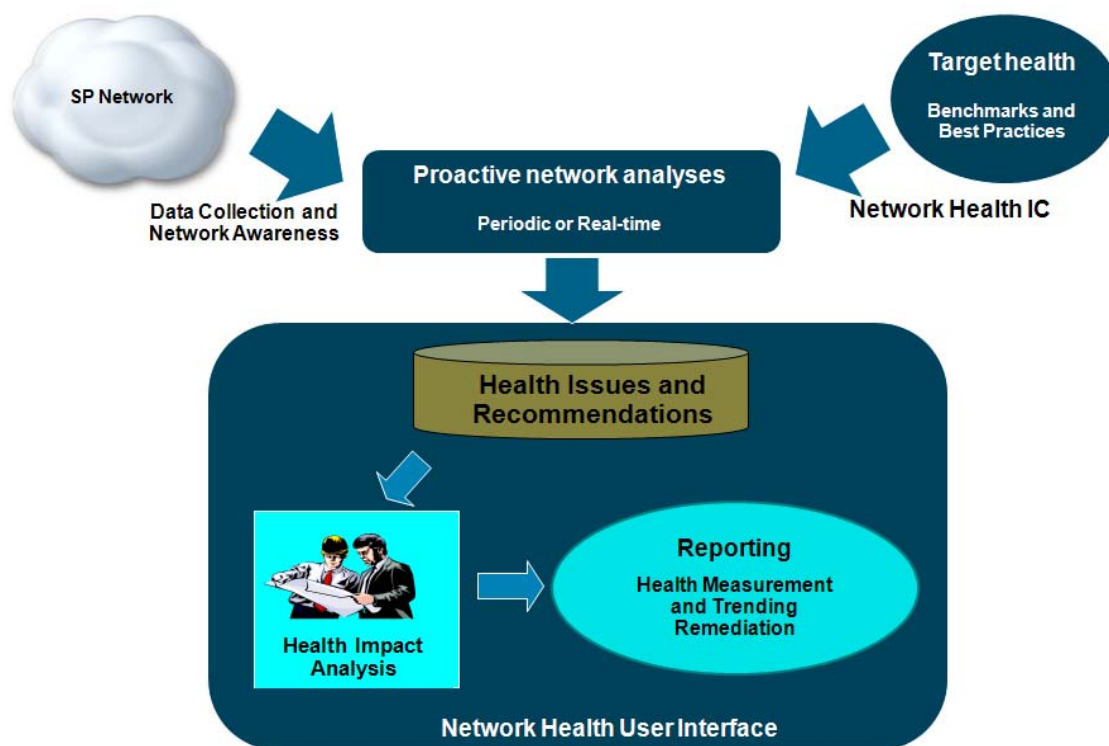 SP Network
Target health
Benchmarks and
Best Practices
Data Collection and
Network Awareness
Proactive network analyses
Periodic or Real-time
Network Health IC
Health Issues and
Recommendations
Health Impact
Analysis
Reporting
Health Measurement
and Trending
Remediation
Network Health User Interface